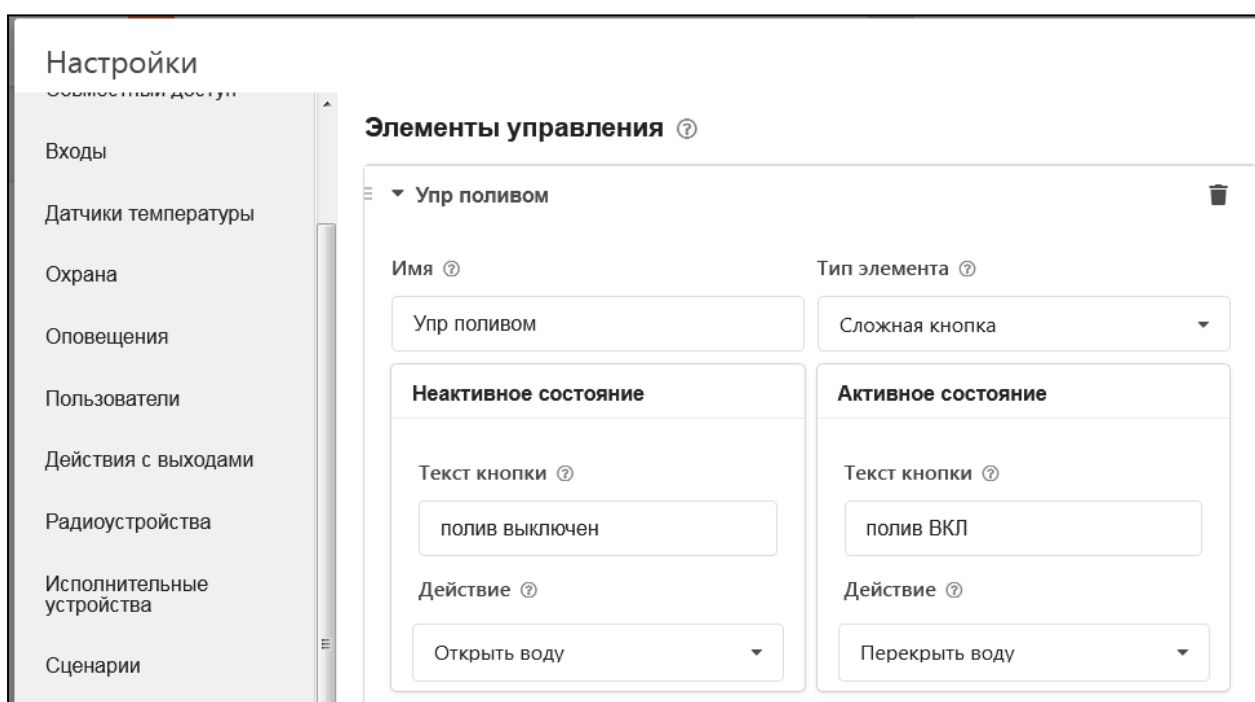 Настройки
Совместный доступ
Входы
Датчики температуры
Охрана
Оповещения
Пользователи
Действия с выходами
Радиоустройства
Исполнительные
устройства
Сценарии
Элементы управления
Упр поливом
Имя
Тип элемента
Упр поливом
Сложная кнопка
Неактивное состояние
Активное состояние
Текст кнопки
Текст кнопки
полив выключен
полив ВКЛ
Действие
Действие
Открыть воду
Перекрыть воду